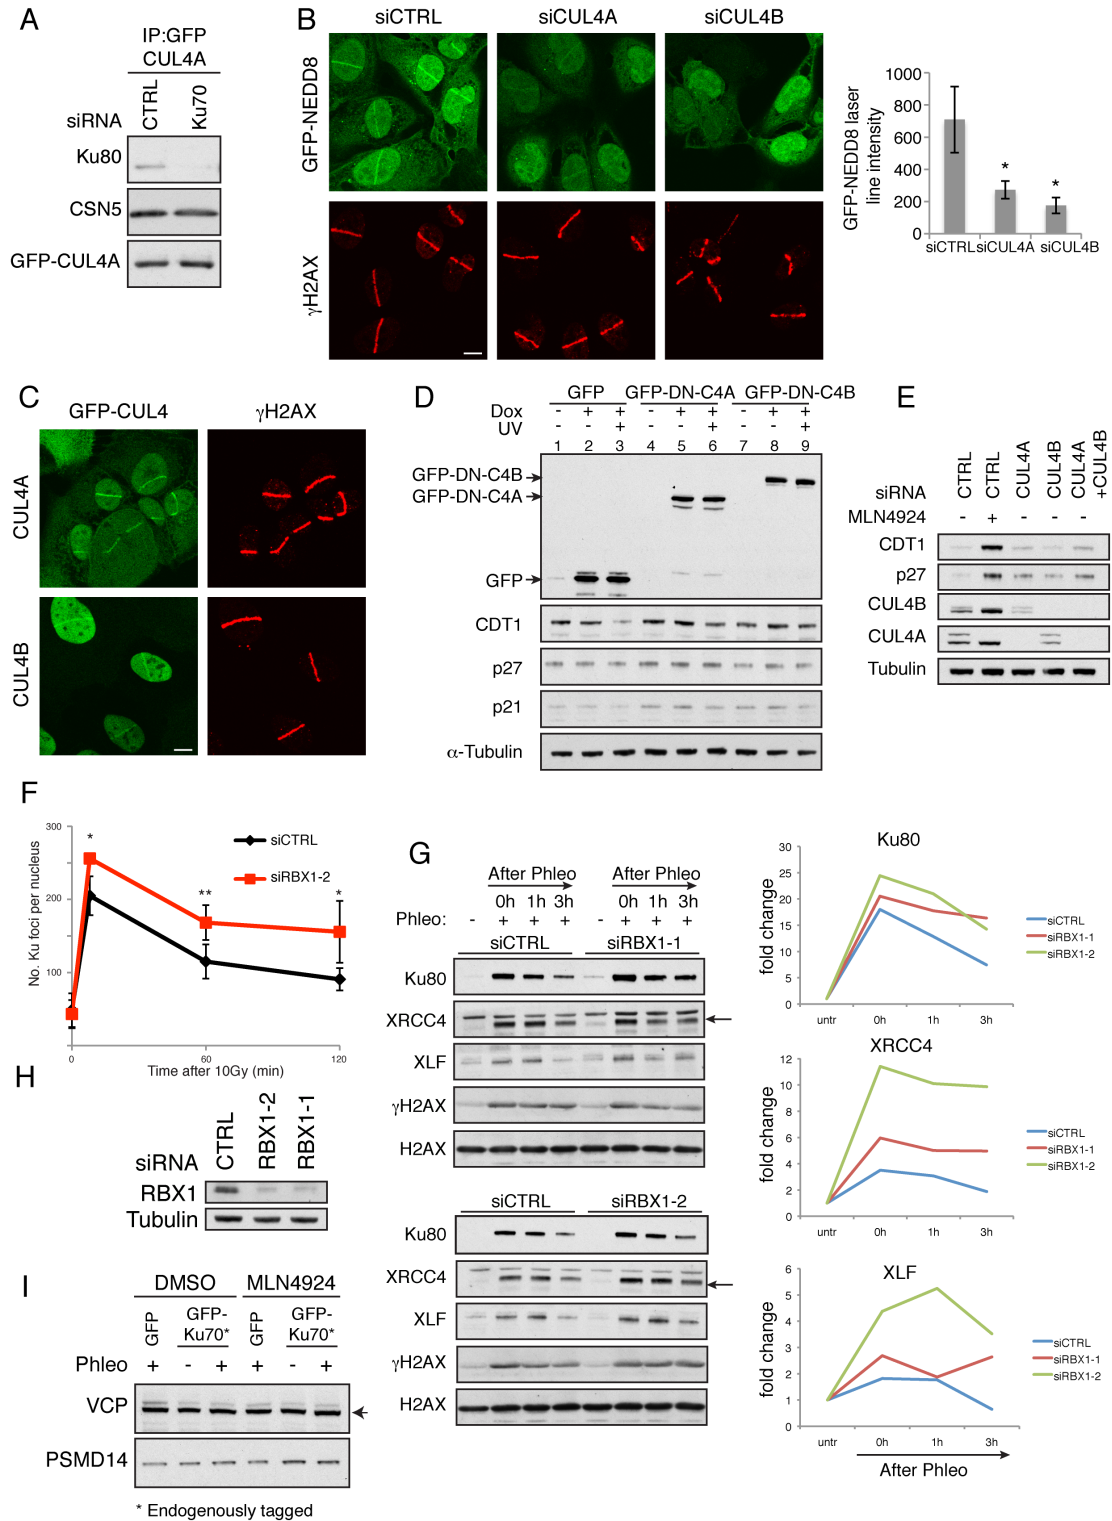 A
IP:GFP
CUL4A
siRNA CTRL Ku70
Ku80
CSN5
GFP-CUL4A
B
siCTRL siCUL4A siCUL4B
GFP-NEDD8
γH2AX
GFP-NEDD8 laser
line intensity
1000
800
600
400
200
0
* *
siCTRL siCUL4A siCUL4B
C
GFP-CUL4 γH2AX
CUL4A
CUL4B
D
GFP GFP-DN-C4A GFP-DN-C4B
Dox - + + - + + - + +
UV - - + - - + - - +
1 2 3 4 5 6 7 8 9
GFP-DN-C4B
GFP-DN-C4A
GFP
CDT1
p27
p21
α-Tubulin
E
siRNA CTRL CTRL CUL4A CUL4B CUL4A +CUL4B
MLN4924 - + - - -
CDT1
p27
CUL4B
CUL4A
Tubulin
F
No. Ku foci per nucleus
300
200
100
0 60 120
Time after 10Gy (min)
siCTRL
siRBX1-2
* ** *
G
After Phleo After Phleo
0h 1h 3h 0h 1h 3h
Phleo: - + + + - + + +
siCTRL siRBX1-1
Ku80
XRCC4
XLF
γH2AX
H2AX
siCTRL siRBX1-2
Ku80
XRCC4
XLF
γH2AX
H2AX
Ku80
fold change
30
25
20
15
10
5
0
untr 0h 1h 3h
siCTRL
siRBX1-1
siRBX1-2
XRCC4
fold change
12
10
8
6
4
2
0
untr 0h 1h 3h
siCTRL
siRBX1-1
siRBX1-2
XLF
fold change
6
5
4
3
2
1
0
untr 0h 1h 3h
siCTRL
siRBX1-1
siRBX1-2
After Phleo
H
siRNA CTRL RBX1-2 RBX1-1
RBX1
Tubulin
I
DMSO MLN4924
GFP GFP-Ku70* GFP GFP-Ku70*
Phleo + - + + - +
VCP
PSMD14
* Endogenously tagged